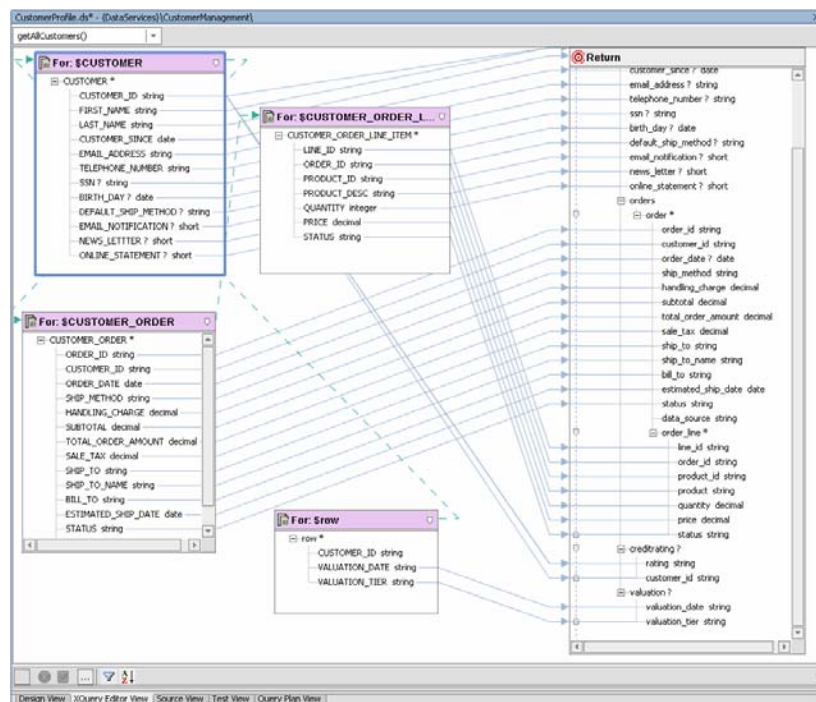 CustomerProfile.ds* - {DataServices}\CustomerManagement\
getAllCustomers()
For: $CUSTOMER
CUSTOMER *
CUSTOMER_ID string
FIRST_NAME string
LAST_NAME string
CUSTOMER_SINCE date
EMAIL_ADDRESS string
TELEPHONE_NUMBER string
SSN ? string
BIRTH_DAY ? date
DEFAULT_SHIP_METHOD ? string
EMAIL_NOTIFICATION ? short
NEWS_LETTTER ? short
ONLINE_STATEMENT ? short
For: $CUSTOMER_ORDER_L...
CUSTOMER_ORDER_LINE_ITEM *
LINE_ID string
ORDER_ID string
PRODUCT_ID string
PRODUCT_DESC string
QUANTITY integer
PRICE decimal
STATUS string
For: $CUSTOMER_ORDER
CUSTOMER_ORDER *
ORDER_ID string
CUSTOMER_ID string
ORDER_DATE date
SHIP_METHOD string
HANDLING_CHARGE decimal
SUBTOTAL decimal
TOTAL_ORDER_AMOUNT decimal
SALE_TAX decimal
SHIP_TO string
SHIP_TO_NAME string
BILL_TO string
ESTIMATED_SHIP_DATE date
STATUS string
For: $row
row *
CUSTOMER_ID string
VALUATION_DATE string
VALUATION_TIER string
Return
customer_since ? date
email_address ? string
telephone_number ? string
ssn ? string
birth_day ? date
default_ship_method ? string
email_notification ? short
news_letter ? short
online_statement ? short
orders
order *
order_id string
customer_id string
order_date ? date
ship_method string
handling_charge decimal
subtotal decimal
total_order_amount decimal
sale_tax decimal
ship_to string
ship_to_name string
bill_to string
estimated_ship_date date
status string
data_source string
order_line *
line_id string
order_id string
product_id string
product string
quantity decimal
price decimal
status string
creditrating ?
rating string
customer_id string
valuation ?
valuation_date string
valuation_tier string
Design View XQuery Editor View Source View Test View Query Plan View